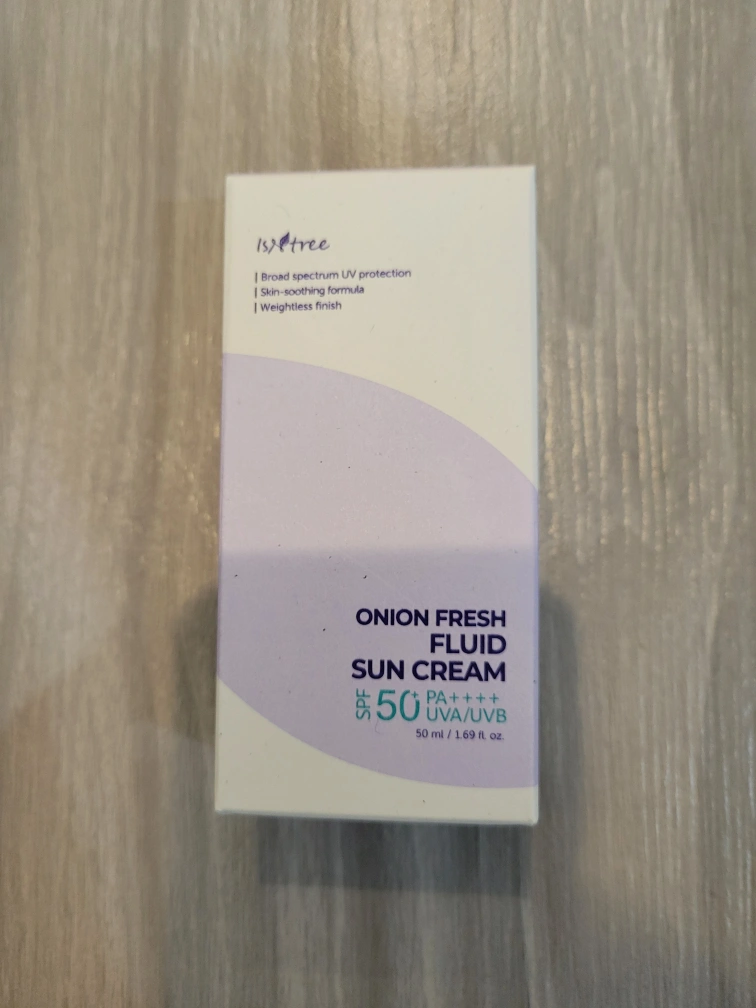 IsNtree
Broad spectrum UV protection
Skin-soothing formula
Weightless finish
ONION FRESH
FLUID
SUN CREAM
SPF 50+ PA++++
UVA/UVB
50 ml / 1.69 fl. oz.